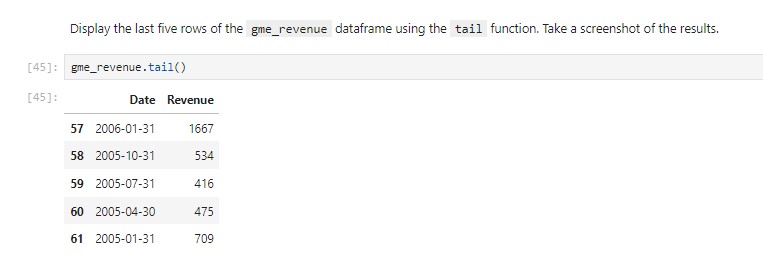 Display the last five rows of the gme_revenue dataframe using the tail function. Take a screenshot of the results.
[45]: gme_revenue.tail()
[45]:
Date Revenue
57 2006-01-31 1667
58 2005-10-31 534
59 2005-07-31 416
60 2005-04-30 475
61 2005-01-31 709